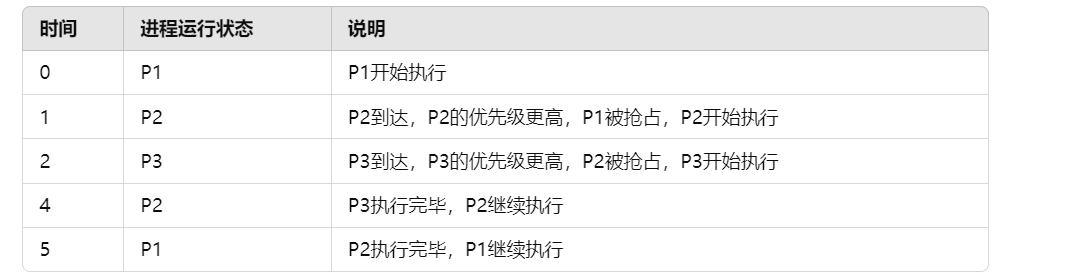 时间 进程运行状态 说明
0 P1 P1开始执行
1 P2 P2到达，P2的优先级更高，P1被抢占，P2开始执行
2 P3 P3到达，P3的优先级更高，P2被抢占，P3开始执行
4 P2 P3执行完毕，P2继续执行
5 P1 P2执行完毕，P1继续执行